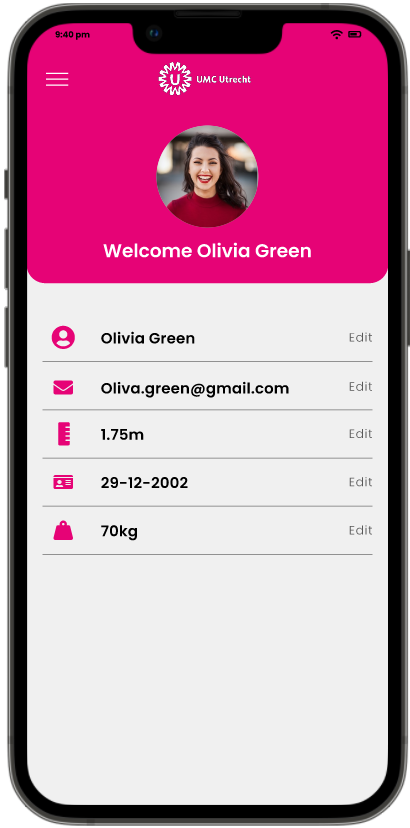 9:40 pm
UMC Utrecht
Welcome Olivia Green
Olivia Green Edit
Oliva.green@gmail.com Edit
1.75m Edit
29-12-2002 Edit
70kg Edit